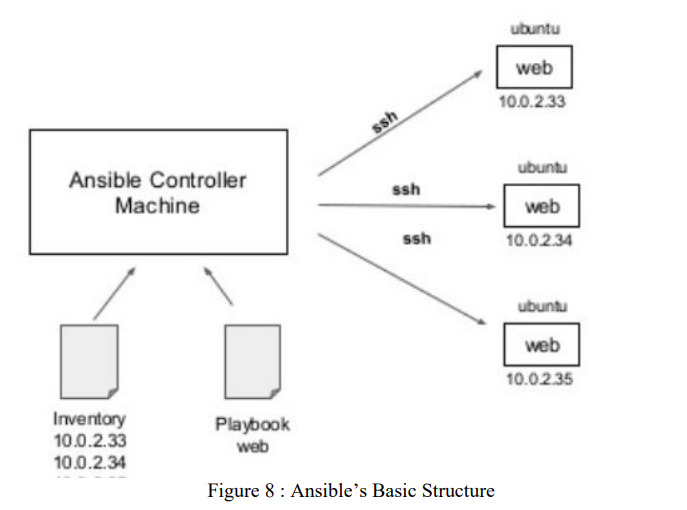 ubuntu
web
10.0.2.33
ssh
Ansible Controller
Machine
ubuntu
ssh
web
10.0.2.34
ssh
ubuntu
web
10.0.2.35
Inventory
10.0.2.33
10.0.2.34
Playbook
web
Figure 8 : Ansible’s Basic Structure